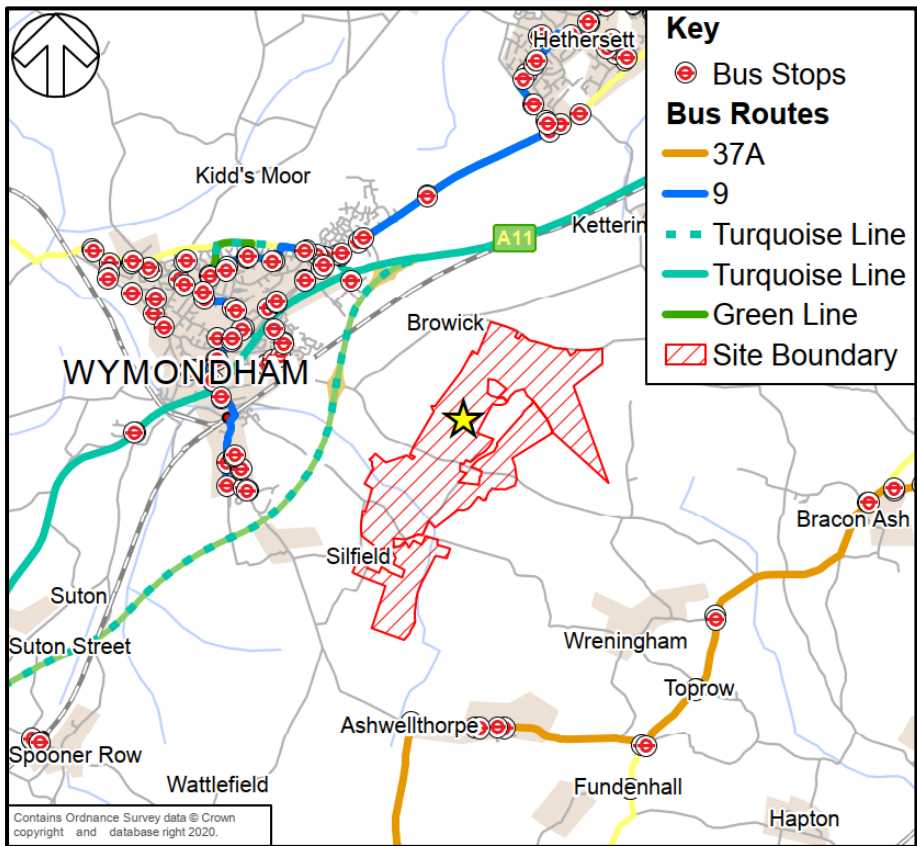 Key
Bus Stops
Bus Routes
37A
9
Turquoise Line
Turquoise Line
Green Line
Site Boundary
Hethersett
Kidd's Moor
A11
Ketterin
Browick
WYMONDHAM
Bracon Ash
Silfield
Suton
Suton Street
Wreningham
Toprow
Ashwellthorpe
Spooner Row
Wattlefield
Fundenhall
Hapton
Contains Ordnance Survey data © Crown
copyright and database right 2020.